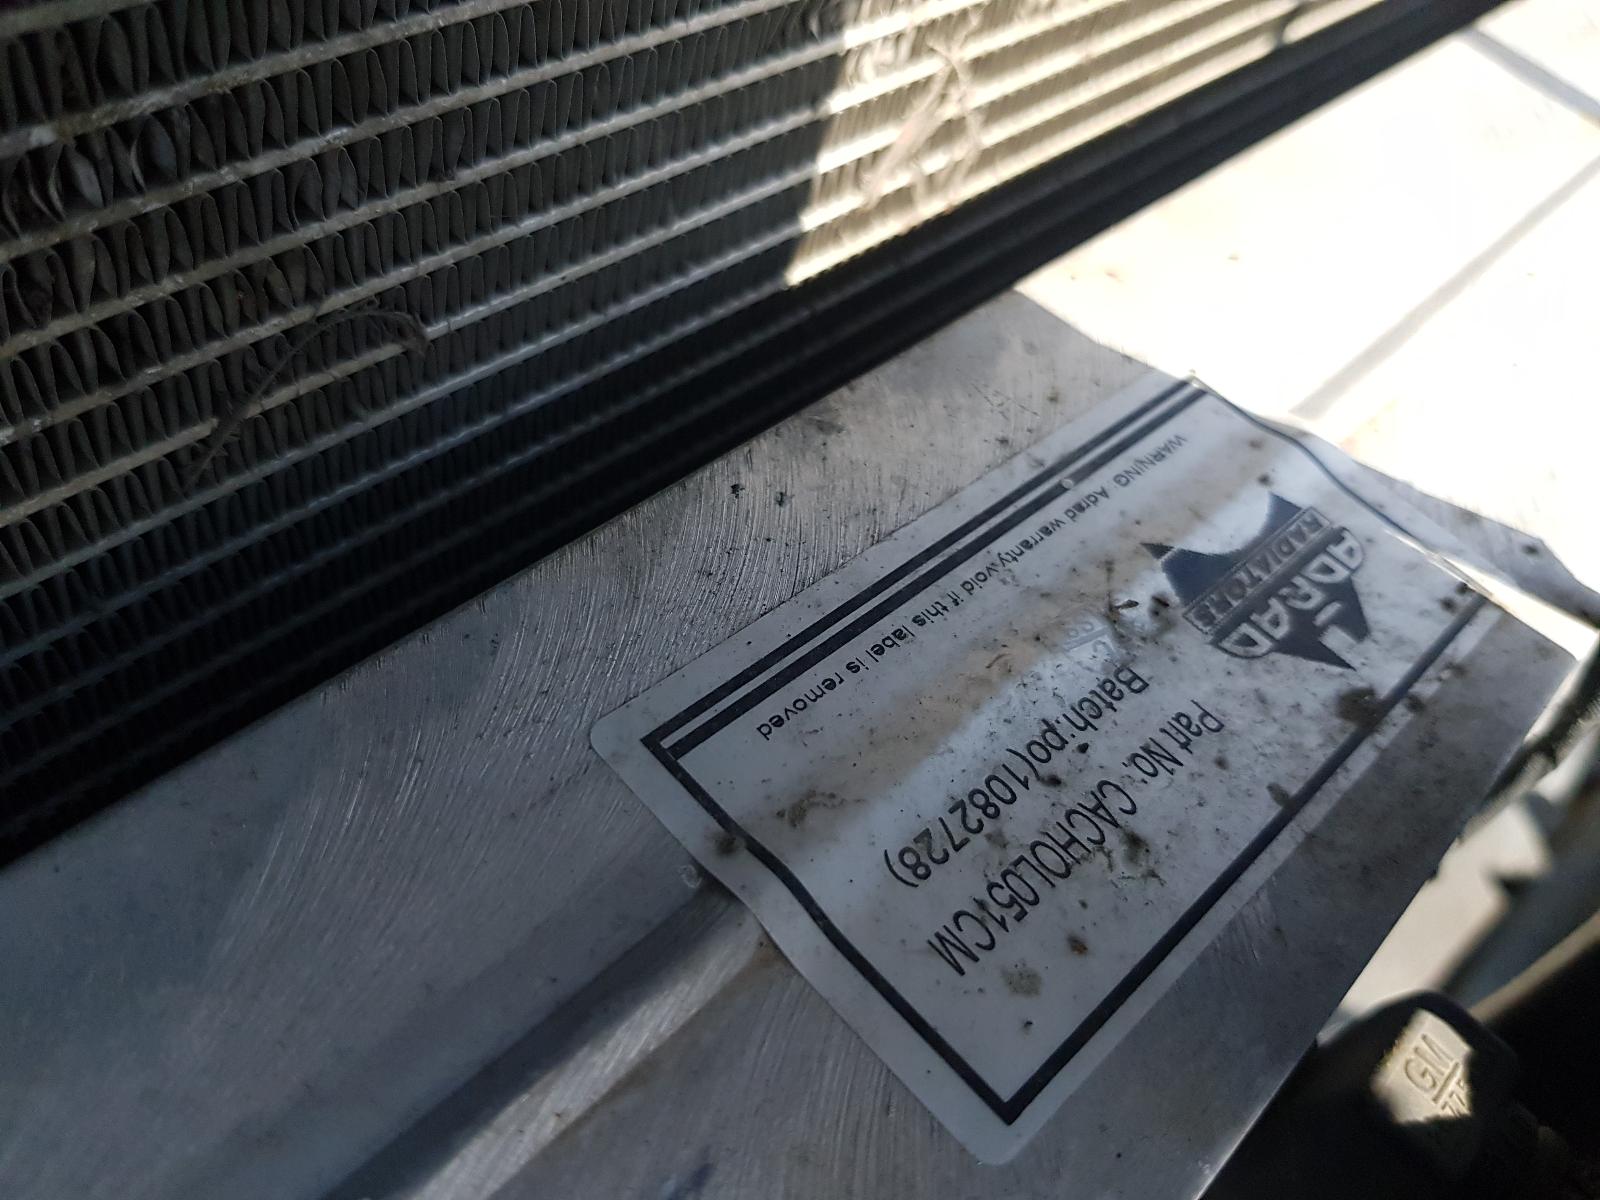 ADRAD
RADIATORS
Part No: CACHOL051CM
Batch:po(1082728)
WARNING: Adrad warranty void if this label is removed
GM